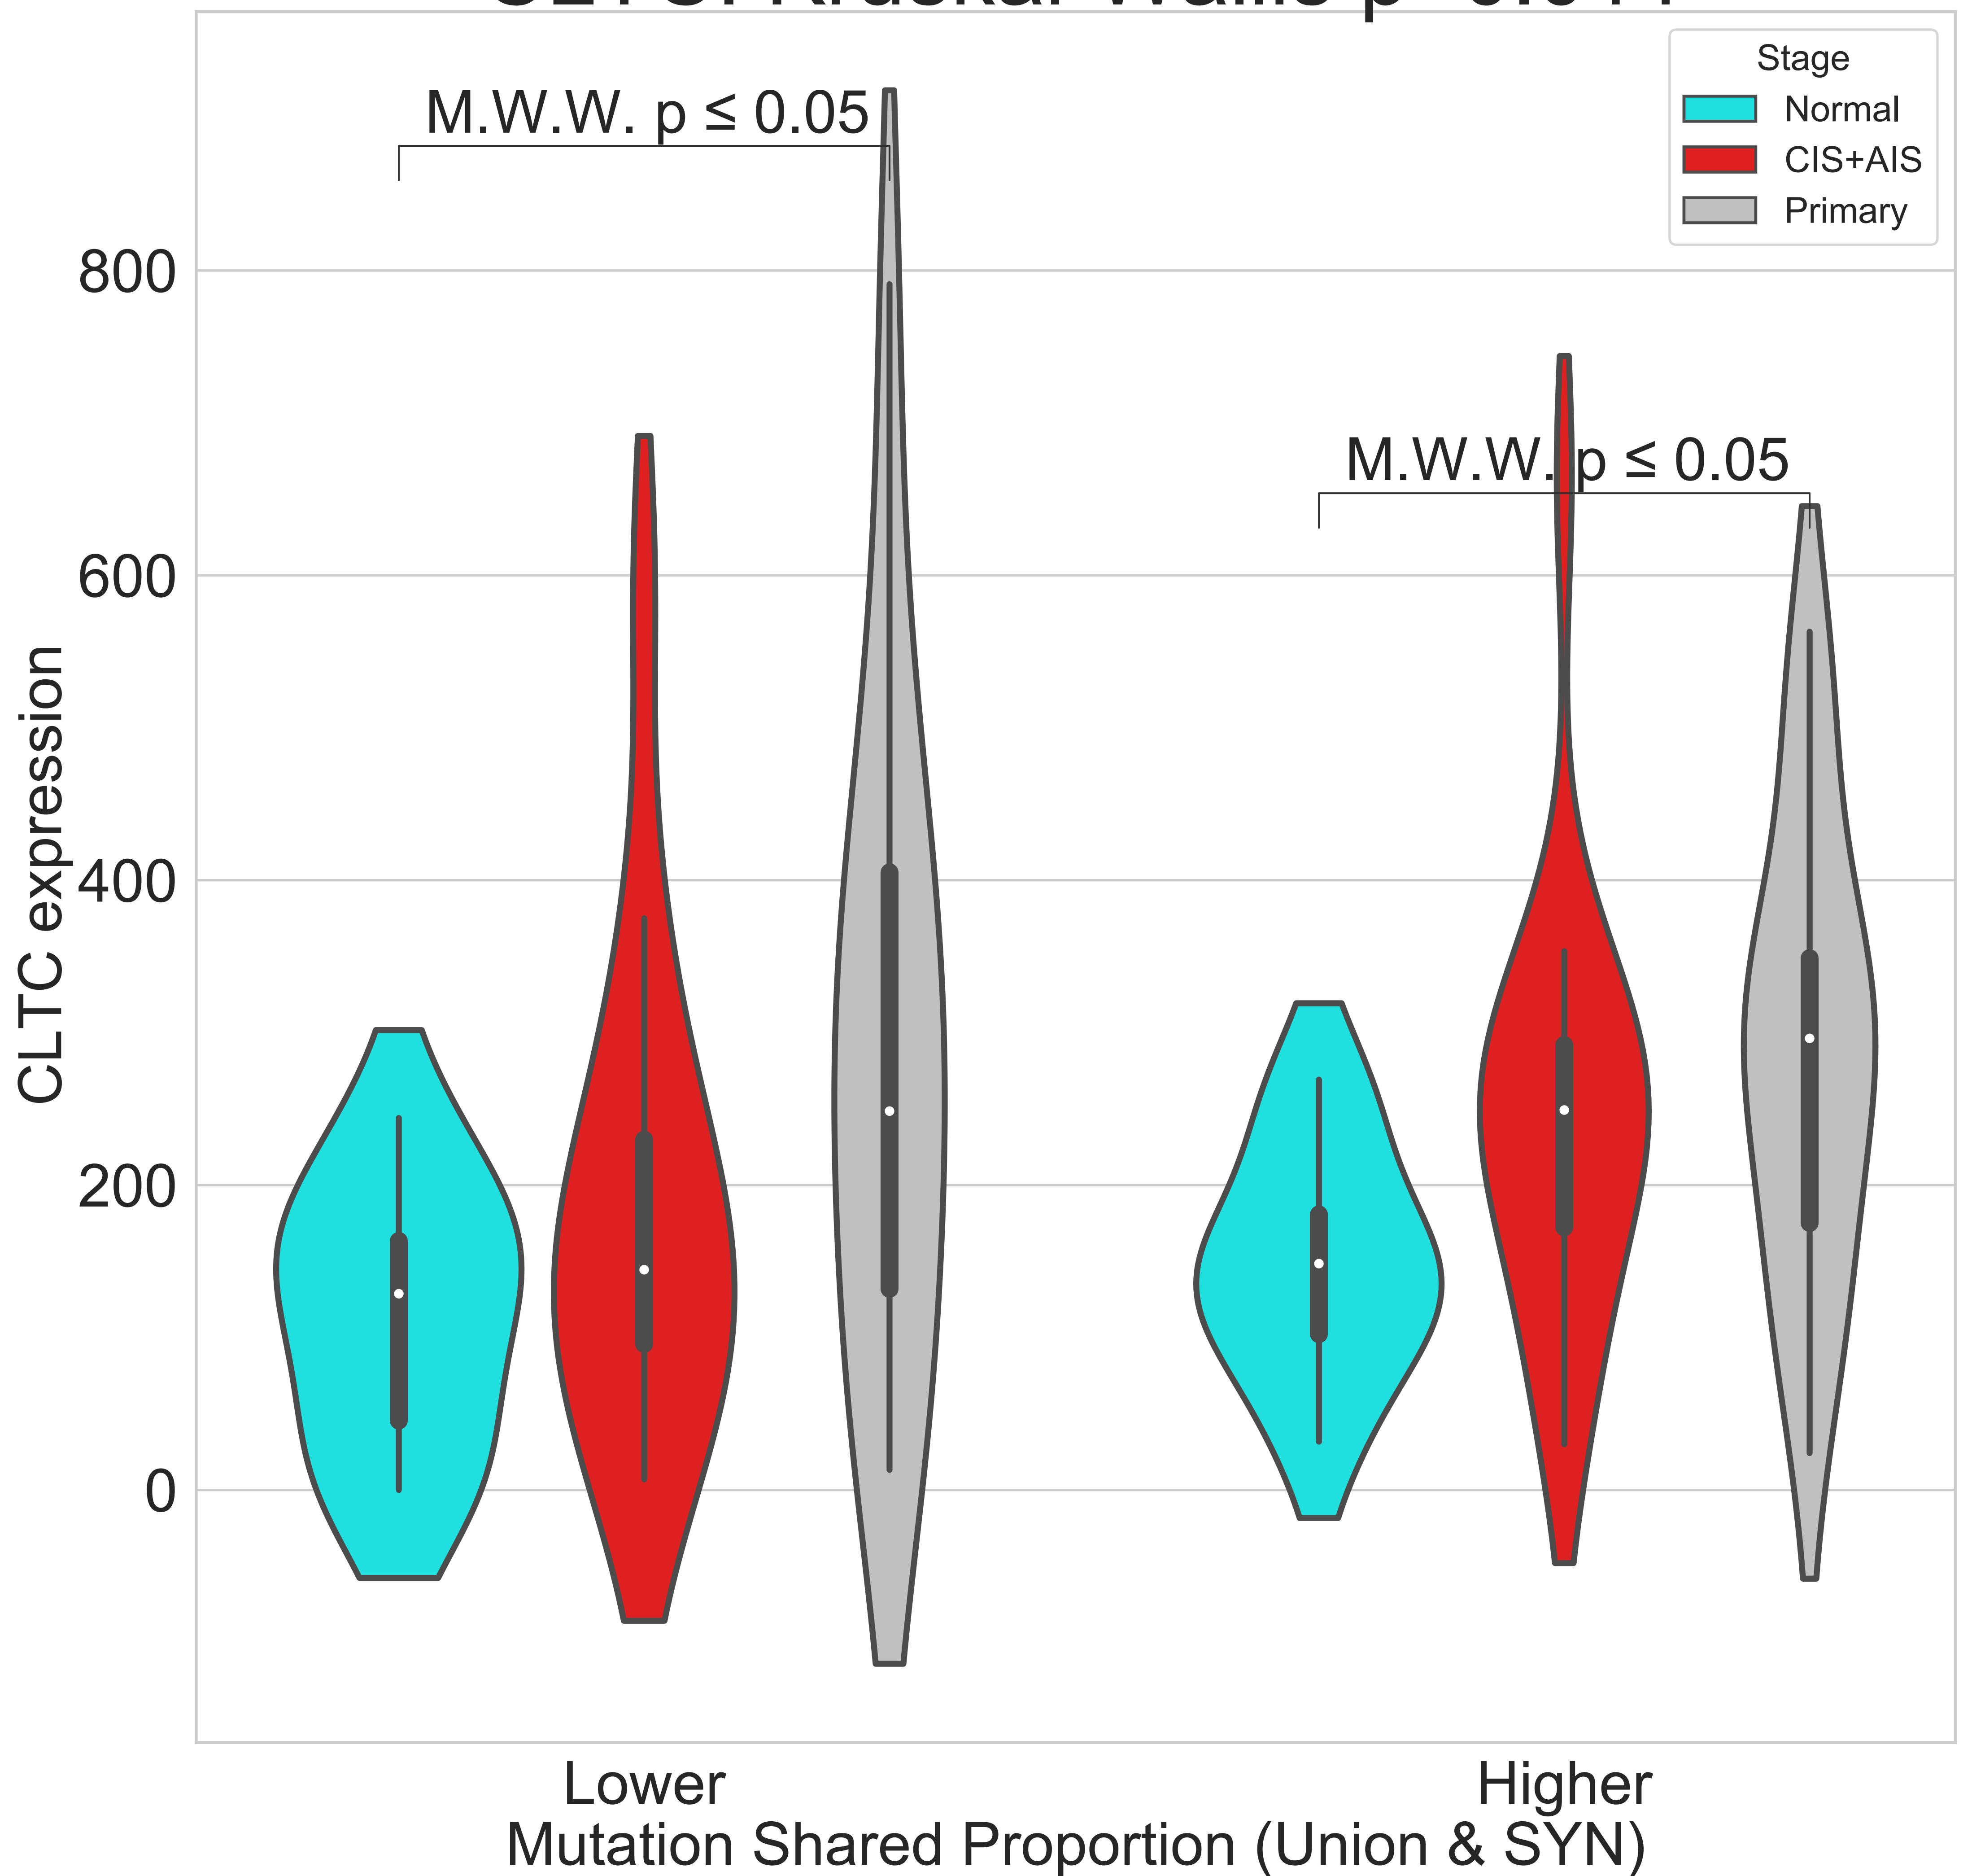 Stage
Normal
CIS+AIS
Primary
M.W.W. p ≤ 0.05
M.W.W. p ≤ 0.05
800
600
400
200
0
CLTC expression
Lower
Higher
Mutation Shared Proportion (Union & SYN)